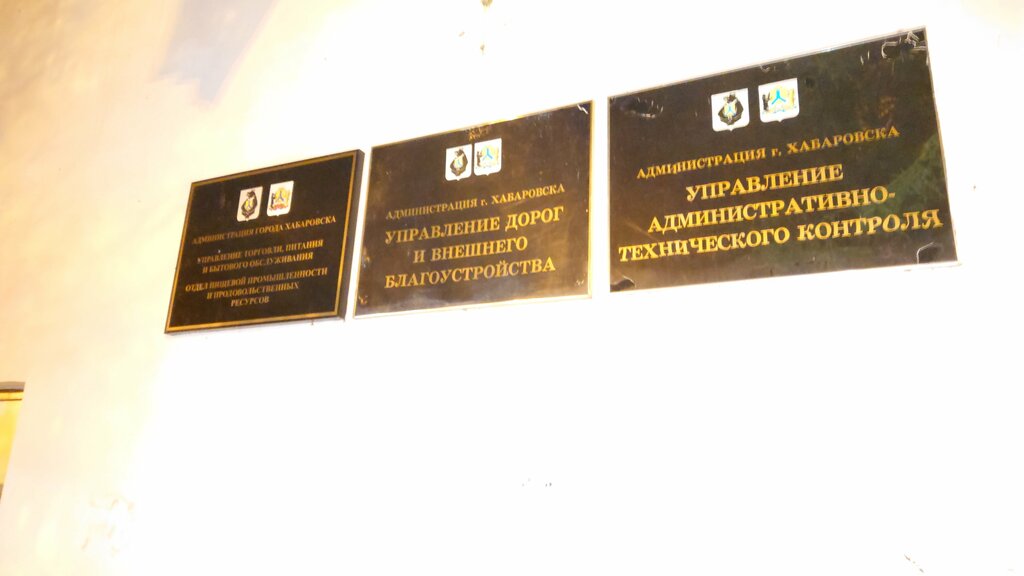 АДМИНИСТРАЦИЯ ГОРОДА ХАБАРОВСКА
УПРАВЛЕНИЕ ТОРГОВЛИ, ПИТАНИЯ
И БЫТОВОГО ОБСЛУЖИВАНИЯ
ОТДЕЛ ПИЩЕВОЙ ПРОМЫШЛЕННОСТИ
И ПРОДОВОЛЬСТВЕННЫХ
РЕСУРСОВ
АДМИНИСТРАЦИЯ г. ХАБАРОВСКА
УПРАВЛЕНИЕ ДОРОГ
И ВНЕШНЕГО
БЛАГОУСТРОЙСТВА
АДМИНИСТРАЦИЯ г. ХАБАРОВСКА
УПРАВЛЕНИЕ
АДМИНИСТРАТИВНО-
ТЕХНИЧЕСКОГО КОНТРОЛЯ